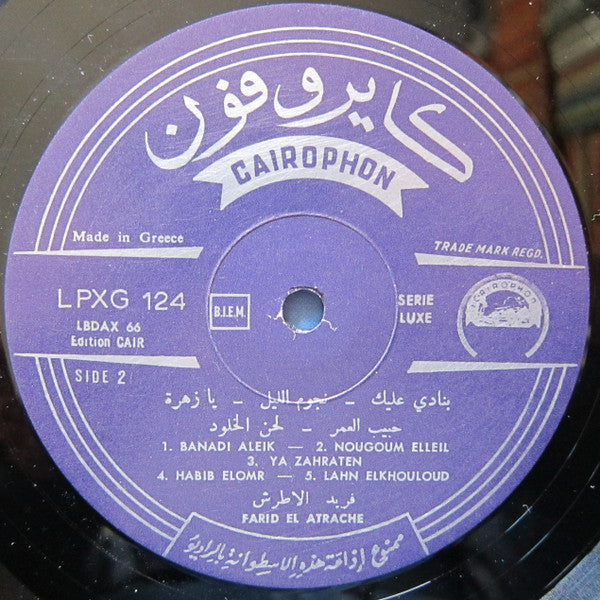 كايروفون
CAIROPHON
Made in Greece
TRADE MARK REGD.
LPXG 124
LBDAX 66
Edition CAIR
SIDE 2
B.I.E.M.
SERIE
LUXE
CAIROPHON
بنادي عليك – نجوم الليل – يا زهرة
حبيب العمر – لحن الخلود
1. BANADI ALEIK — 2. NOUGOUM ELLEIL
3. YA ZAHRATEN
4. HABIB ELOMR — 5. LAHN ELKHOULOUD
فريد الاطرش
FARID EL ATRACHE
ممنوع اذاعة هذه الاسطوانة بالراديو